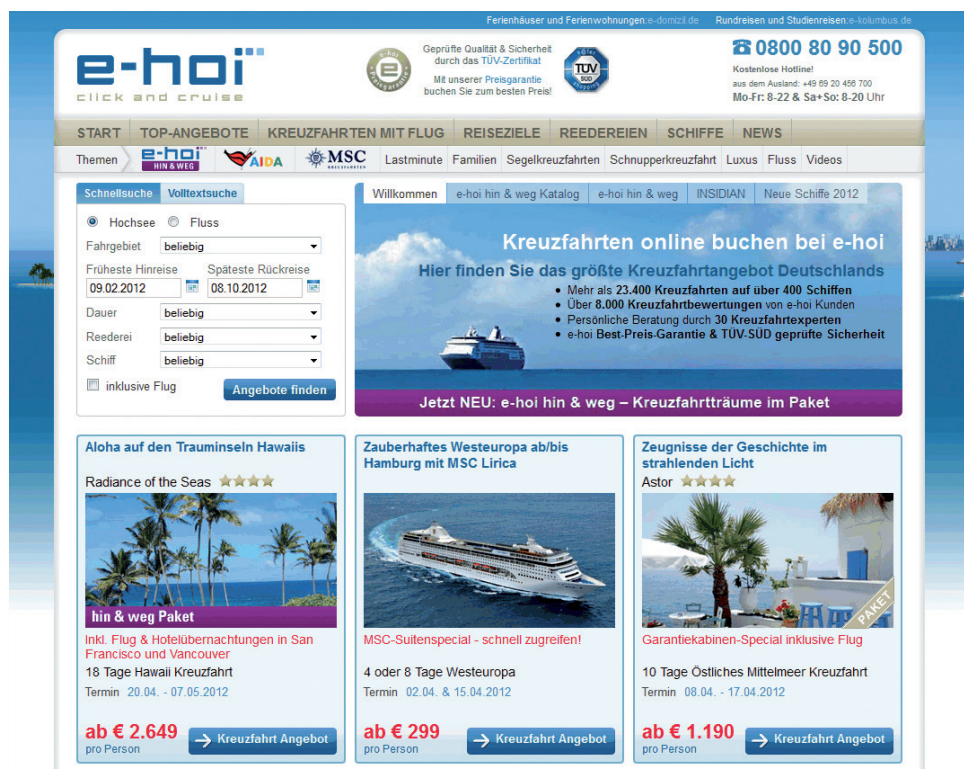 Ferienhäuser und Ferienwohnungen:e-domizil.de Rundreisen und Studienreisen:e-kolumbus.de
e-hoi
click and cruise
e-hoi
Preisgarantie
Geprüfte Qualität & Sicherheit
durch das TÜV-Zertifikat
Mit unserer Preisgarantie
buchen Sie zum besten Preis!
safer
TÜV
SÜD
shopping
0800 80 90 500
Kostenlose Hotline!
aus dem Ausland: +49 69 20 456 700
Mo-Fr: 8-22 & Sa+So: 8-20 Uhr
START TOP-ANGEBOTE KREUZFAHRTEN MIT FLUG REISEZIELE REEDEREIEN SCHIFFE NEWS
Themen e-hoi HIN & WEG AIDA MSC KREUZFAHRTEN Lastminute Familien Segelkreuzfahrten Schnupperkreuzfahrt Luxus Fluss Videos
Schnellsuche Volltextsuche
Hochsee Fluss
Fahrgebiet beliebig
Früheste Hinreise Späteste Rückreise
09.02.2012 08.10.2012
Dauer beliebig
Reederei beliebig
Schiff beliebig
inklusive Flug Angebote finden
Willkommen e-hoi hin & weg Katalog e-hoi hin & weg INSIDIAN Neue Schiffe 2012
Kreuzfahrten online buchen bei e-hoi
Hier finden Sie das größte Kreuzfahrtangebot Deutschlands
• Mehr als 23.400 Kreuzfahrten auf über 400 Schiffen
• Über 8.000 Kreuzfahrtbewertungen von e-hoi Kunden
• Persönliche Beratung durch 30 Kreuzfahrtexperten
• e-hoi Best-Preis-Garantie & TÜV-SÜD geprüfte Sicherheit
Jetzt NEU: e-hoi hin & weg – Kreuzfahrtträume im Paket
Aloha auf den Trauminseln Hawaiis
Radiance of the Seas
hin & weg Paket
Inkl. Flug & Hotelübernachtungen in San
Francisco und Vancouver
18 Tage Hawaii Kreuzfahrt
Termin 20.04. - 07.05.2012
ab € 2.649
pro Person
Kreuzfahrt Angebot
Zauberhaftes Westeuropa ab/bis
Hamburg mit MSC Lirica
MSC-Suitenspecial - schnell zugreifen!
4 oder 8 Tage Westeuropa
Termin 02.04. & 15.04.2012
ab € 299
pro Person
Kreuzfahrt Angebot
Zeugnisse der Geschichte im
strahlenden Licht
Astor
PAKET
Garantiekabinen-Special inklusive Flug
10 Tage Östliches Mittelmeer Kreuzfahrt
Termin 08.04. - 17.04.2012
ab € 1.190
pro Person
Kreuzfahrt Angebot